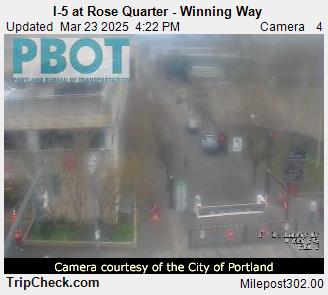 I-5 at Rose Quarter - Winning Way
Updated Mar 23 2025 4:22 PM Camera 4
PBOT
PORTLAND BUREAU OF TRANSPORTATION
Camera courtesy of the City of Portland
TripCheck.com Milepost302.00